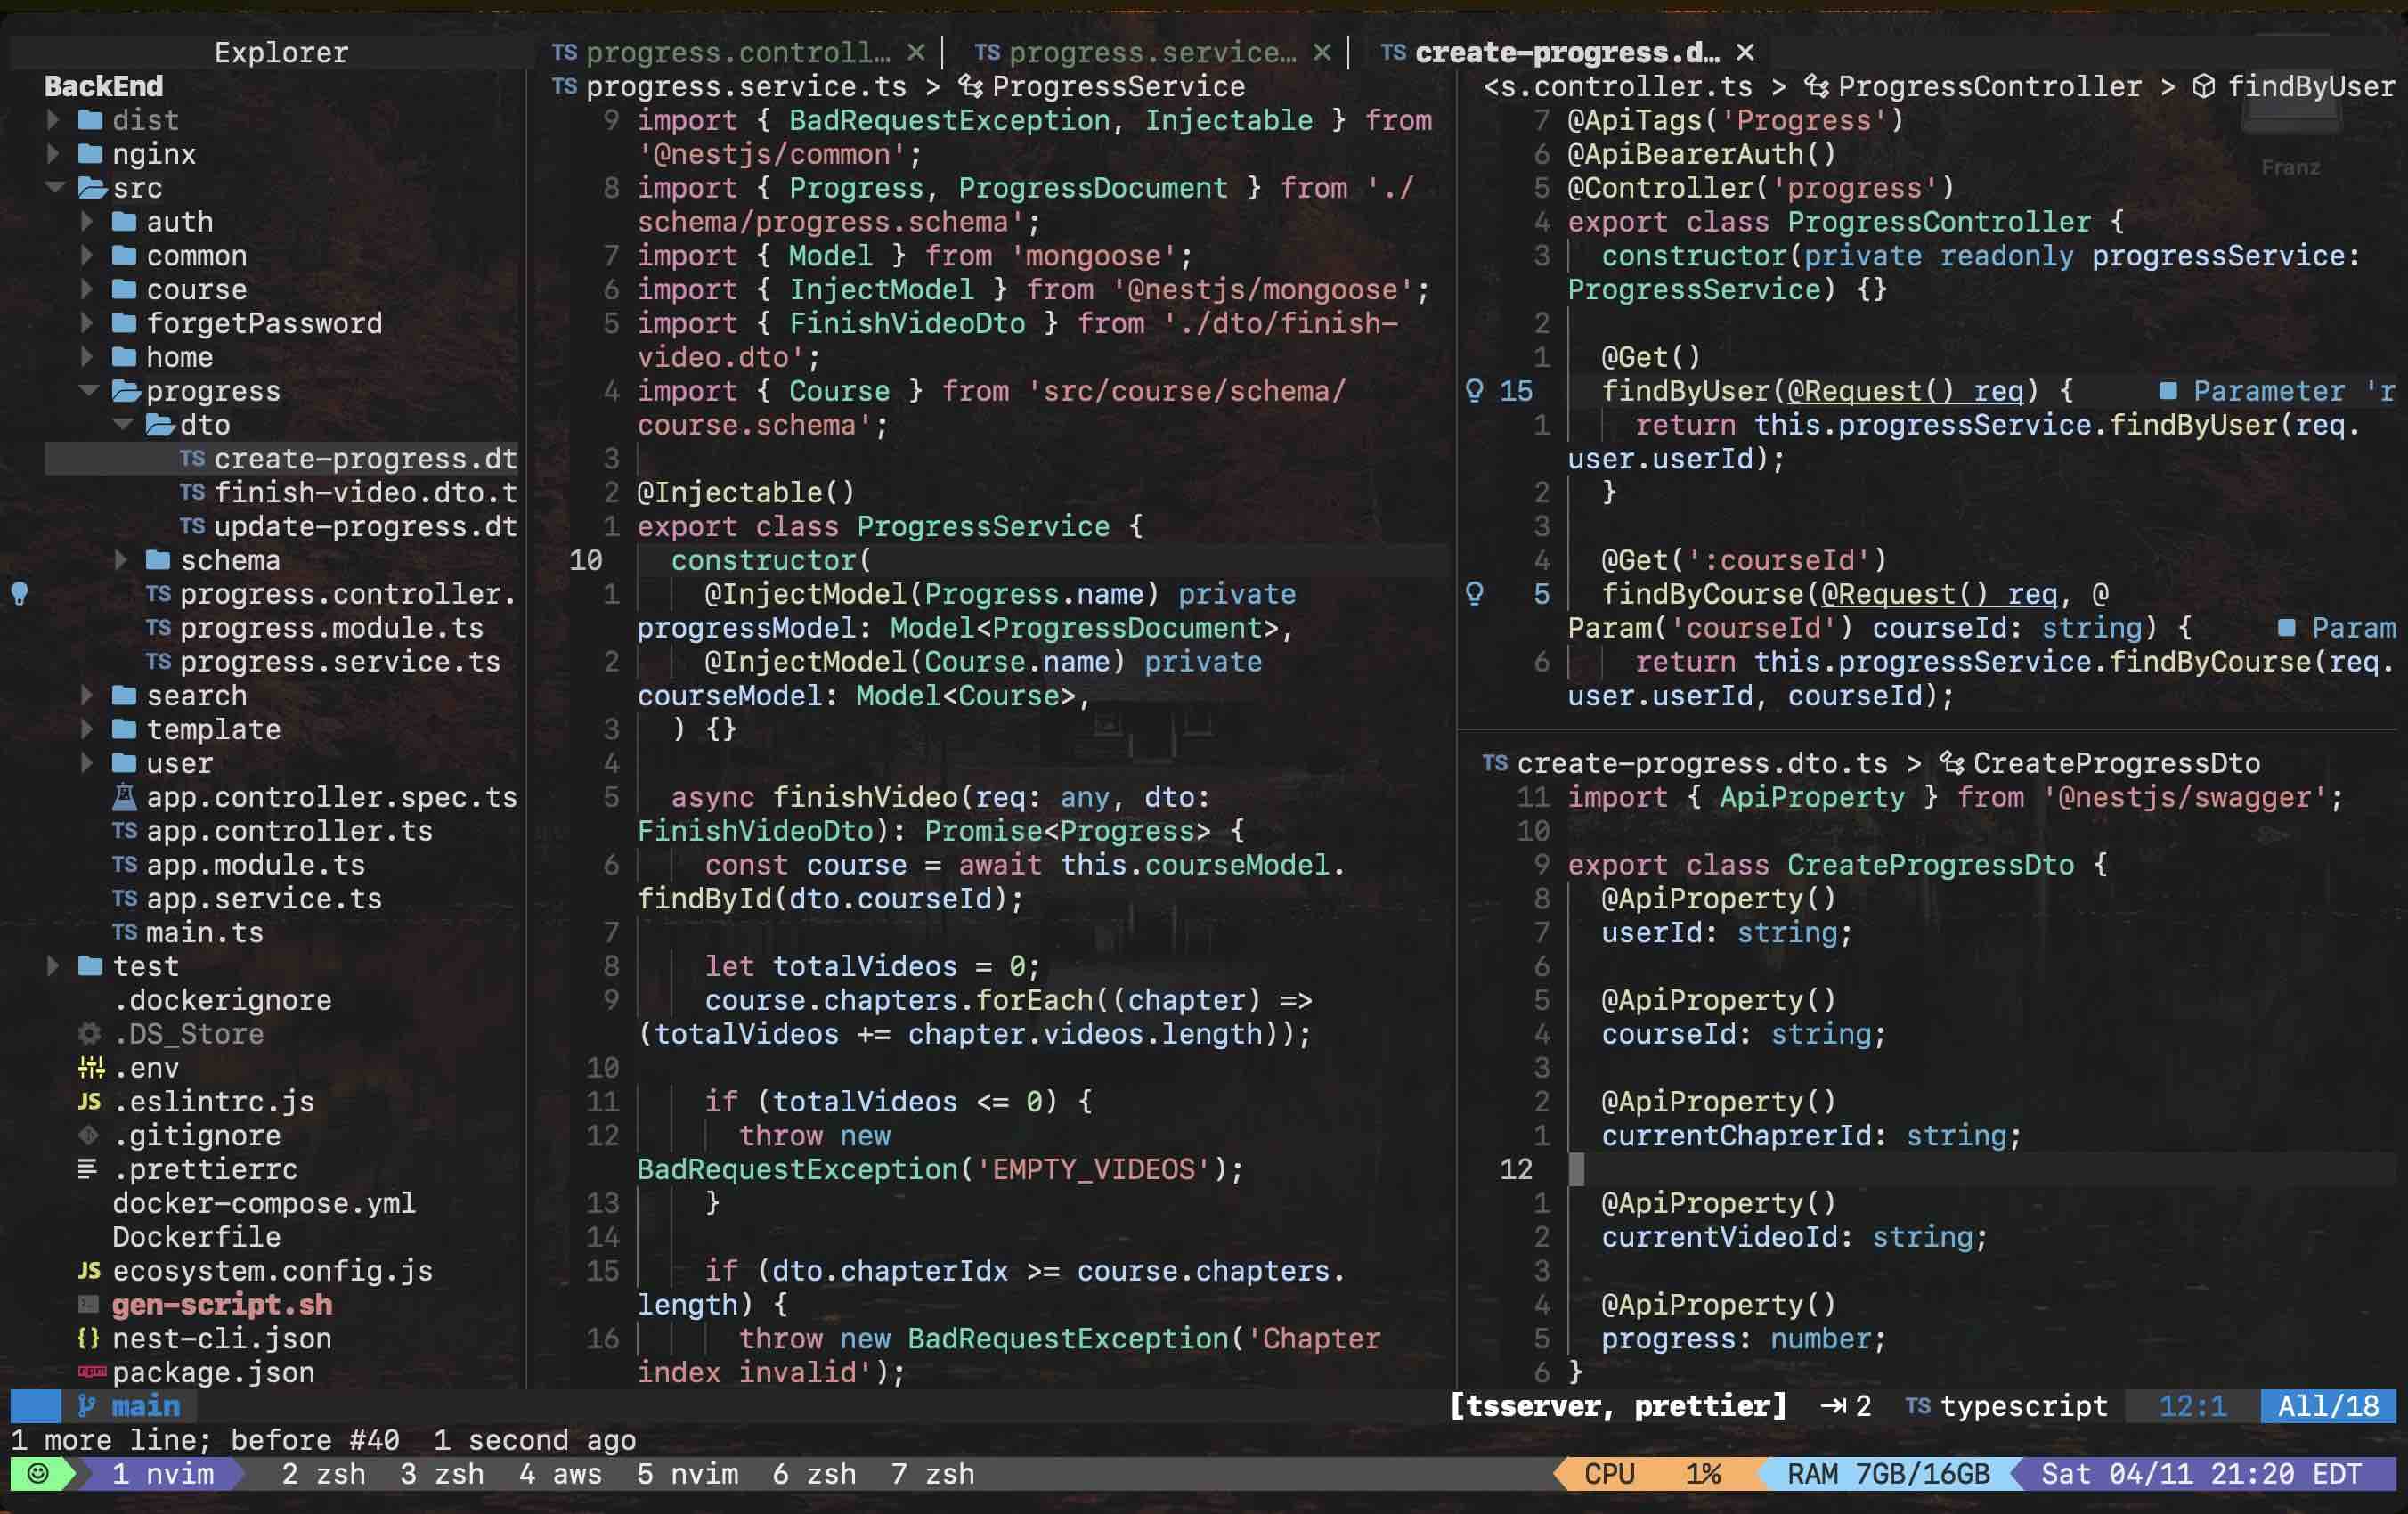 Explorer
BackEnd
dist
nginx
src
auth
common
course
forgetPassword
home
progress
dto
TS create-progress.dt
TS finish-video.dto.t
TS update-progress.dt
schema
TS progress.controller.
TS progress.module.ts
TS progress.service.ts
search
template
user
app.controller.spec.ts
TS app.controller.ts
TS app.module.ts
TS app.service.ts
TS main.ts
test
.dockerignore
.DS_Store
.env
JS .eslintrc.js
.gitignore
.prettierrc
docker-compose.yml
Dockerfile
JS ecosystem.config.js
gen-script.sh
{} nest-cli.json
npm package.json
TS progress.controll… × | TS progress.service… × | TS create-progress.d… ×
TS progress.service.ts > ProgressService
9 import { BadRequestException, Injectable } from
'@nestjs/common';
8 import { Progress, ProgressDocument } from './
schema/progress.schema';
7 import { Model } from 'mongoose';
6 import { InjectModel } from '@nestjs/mongoose';
5 import { FinishVideoDto } from './dto/finish-
video.dto';
4 import { Course } from 'src/course/schema/
course.schema';
3
2 @Injectable()
1 export class ProgressService {
10 constructor(
1 @InjectModel(Progress.name) private
progressModel: Model<ProgressDocument>,
2 @InjectModel(Course.name) private
courseModel: Model<Course>,
3 ) {}
4
5 async finishVideo(req: any, dto:
FinishVideoDto): Promise<Progress> {
6 const course = await this.courseModel.
findById(dto.courseId);
7
8 let totalVideos = 0;
9 course.chapters.forEach((chapter) =>
(totalVideos += chapter.videos.length));
10
11 if (totalVideos <= 0) {
12 throw new
BadRequestException('EMPTY_VIDEOS');
13 }
14
15 if (dto.chapterIdx >= course.chapters.
length) {
16 throw new BadRequestException('Chapter
index invalid');
<s.controller.ts > ProgressController > findByUser
7 @ApiTags('Progress')
6 @ApiBearerAuth()
5 @Controller('progress')
4 export class ProgressController {
3 constructor(private readonly progressService:
ProgressService) {}
2
1 @Get()
15 findByUser(@Request() req) { ■ Parameter 'r
1 return this.progressService.findByUser(req.
user.userId);
2 }
3
4 @Get(':courseId')
5 findByCourse(@Request() req, @
Param('courseId') courseId: string) { ■ Param
6 return this.progressService.findByCourse(req.
user.userId, courseId);
Franz
TS create-progress.dto.ts > CreateProgressDto
11 import { ApiProperty } from '@nestjs/swagger';
10
9 export class CreateProgressDto {
8 @ApiProperty()
7 userId: string;
6
5 @ApiProperty()
4 courseId: string;
3
2 @ApiProperty()
1 currentChaprerId: string;
12
1 @ApiProperty()
2 currentVideoId: string;
3
4 @ApiProperty()
5 progress: number;
6 }
main [tsserver, prettier] 2 TS typescript 12:1 All/18
1 more line; before #40 1 second ago
1 nvim 2 zsh 3 zsh 4 aws 5 nvim 6 zsh 7 zsh CPU 1% RAM 7GB/16GB Sat 04/11 21:20 EDT